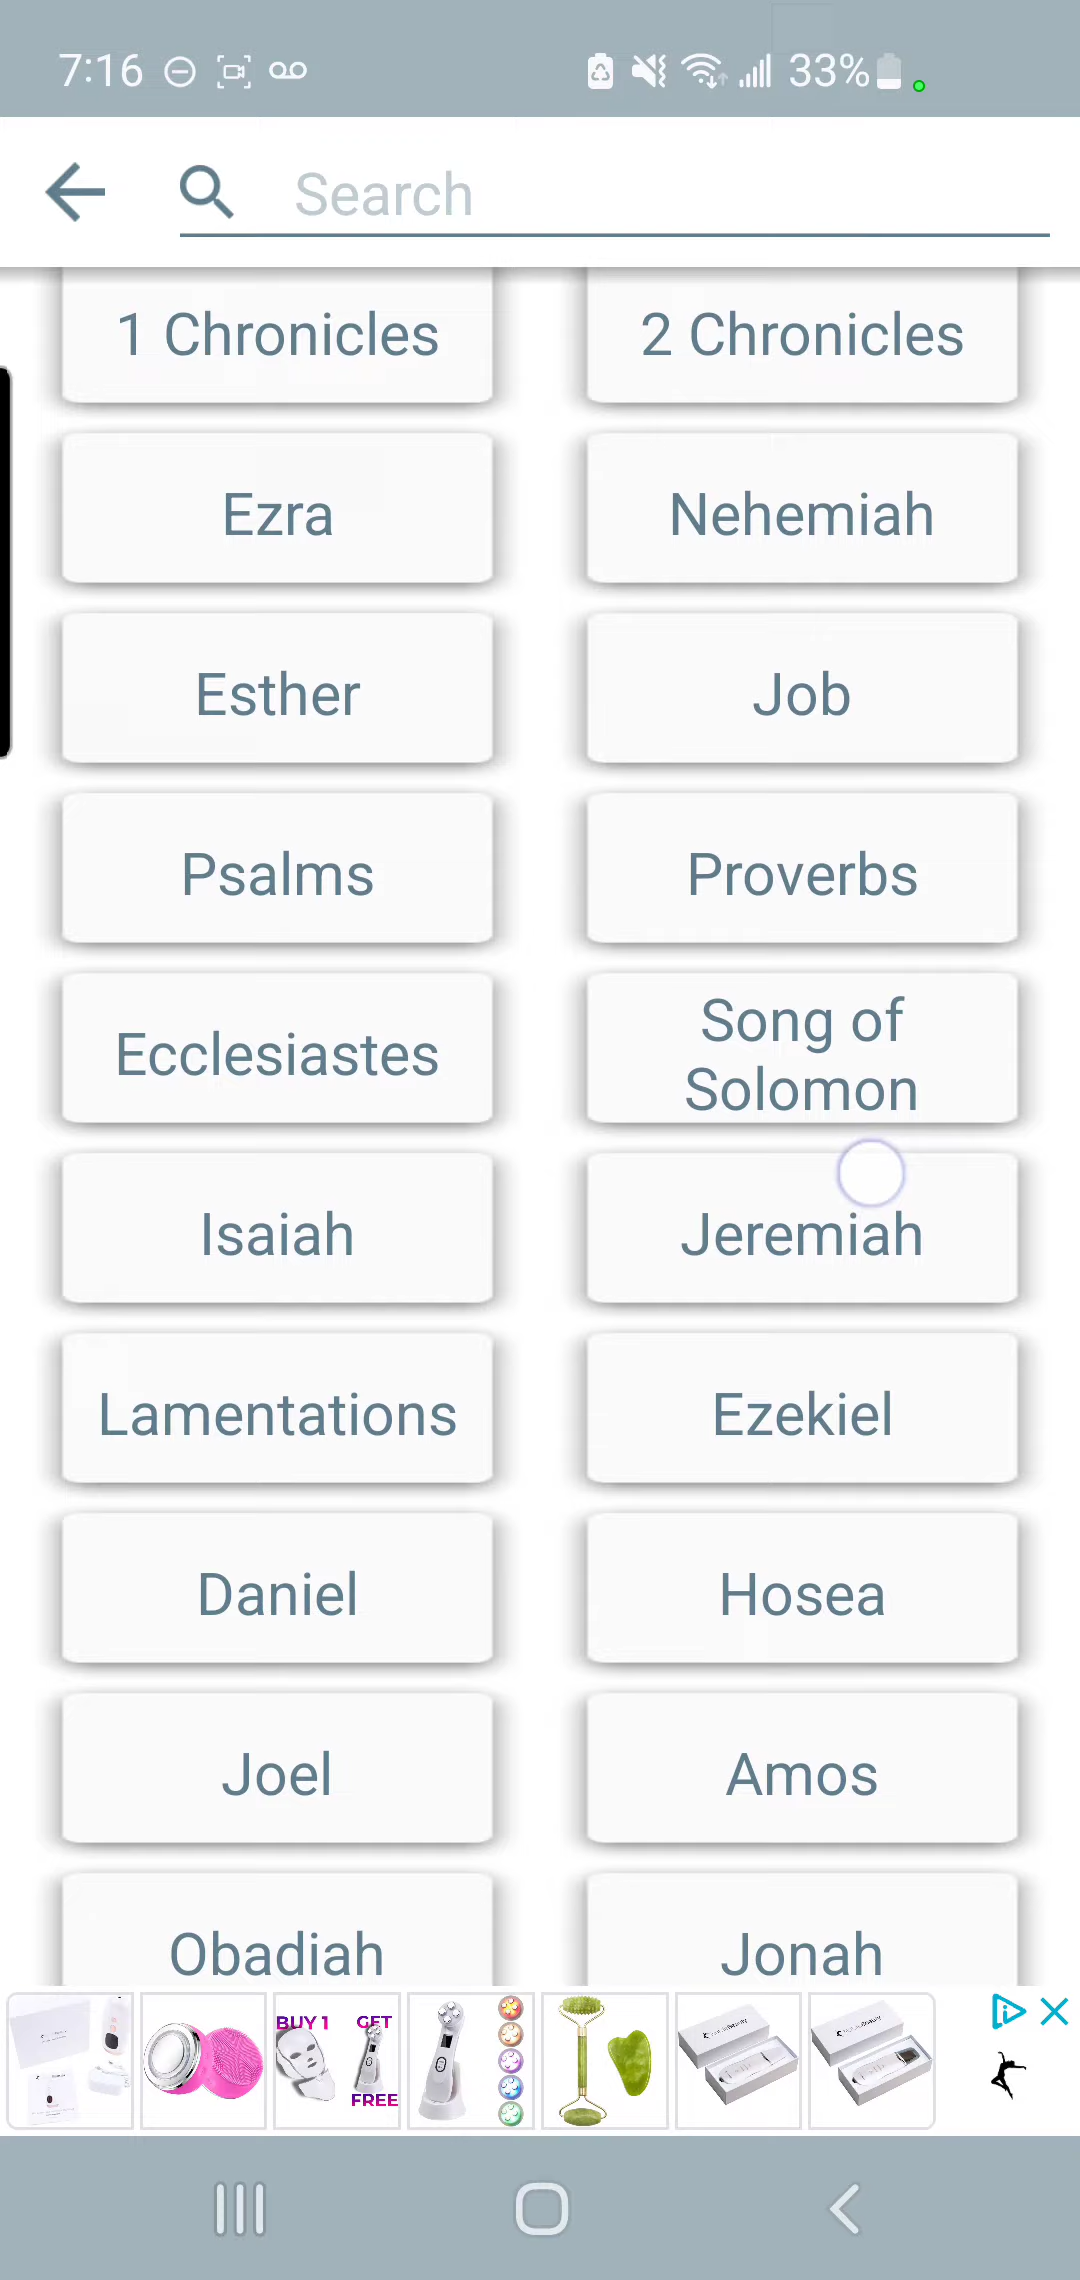 7:16 33%
Search
1 Chronicles 2 Chronicles
Ezra Nehemiah
Esther Job
Psalms Proverbs
Ecclesiastes Song of
Solomon
Isaiah Jeremiah
Lamentations Ezekiel
Daniel Hosea
Joel Amos
Obadiah Jonah
BUY 1 GET
FREE